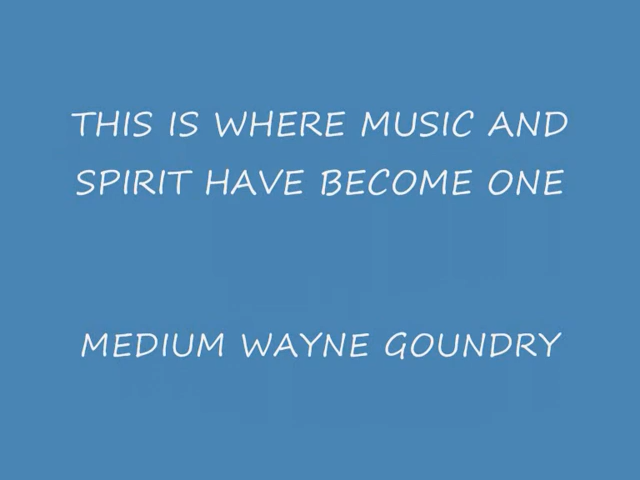 THIS IS WHERE MUSIC AND
SPIRIT HAVE BECOME ONE
MEDIUM WAYNE GOUNDRY